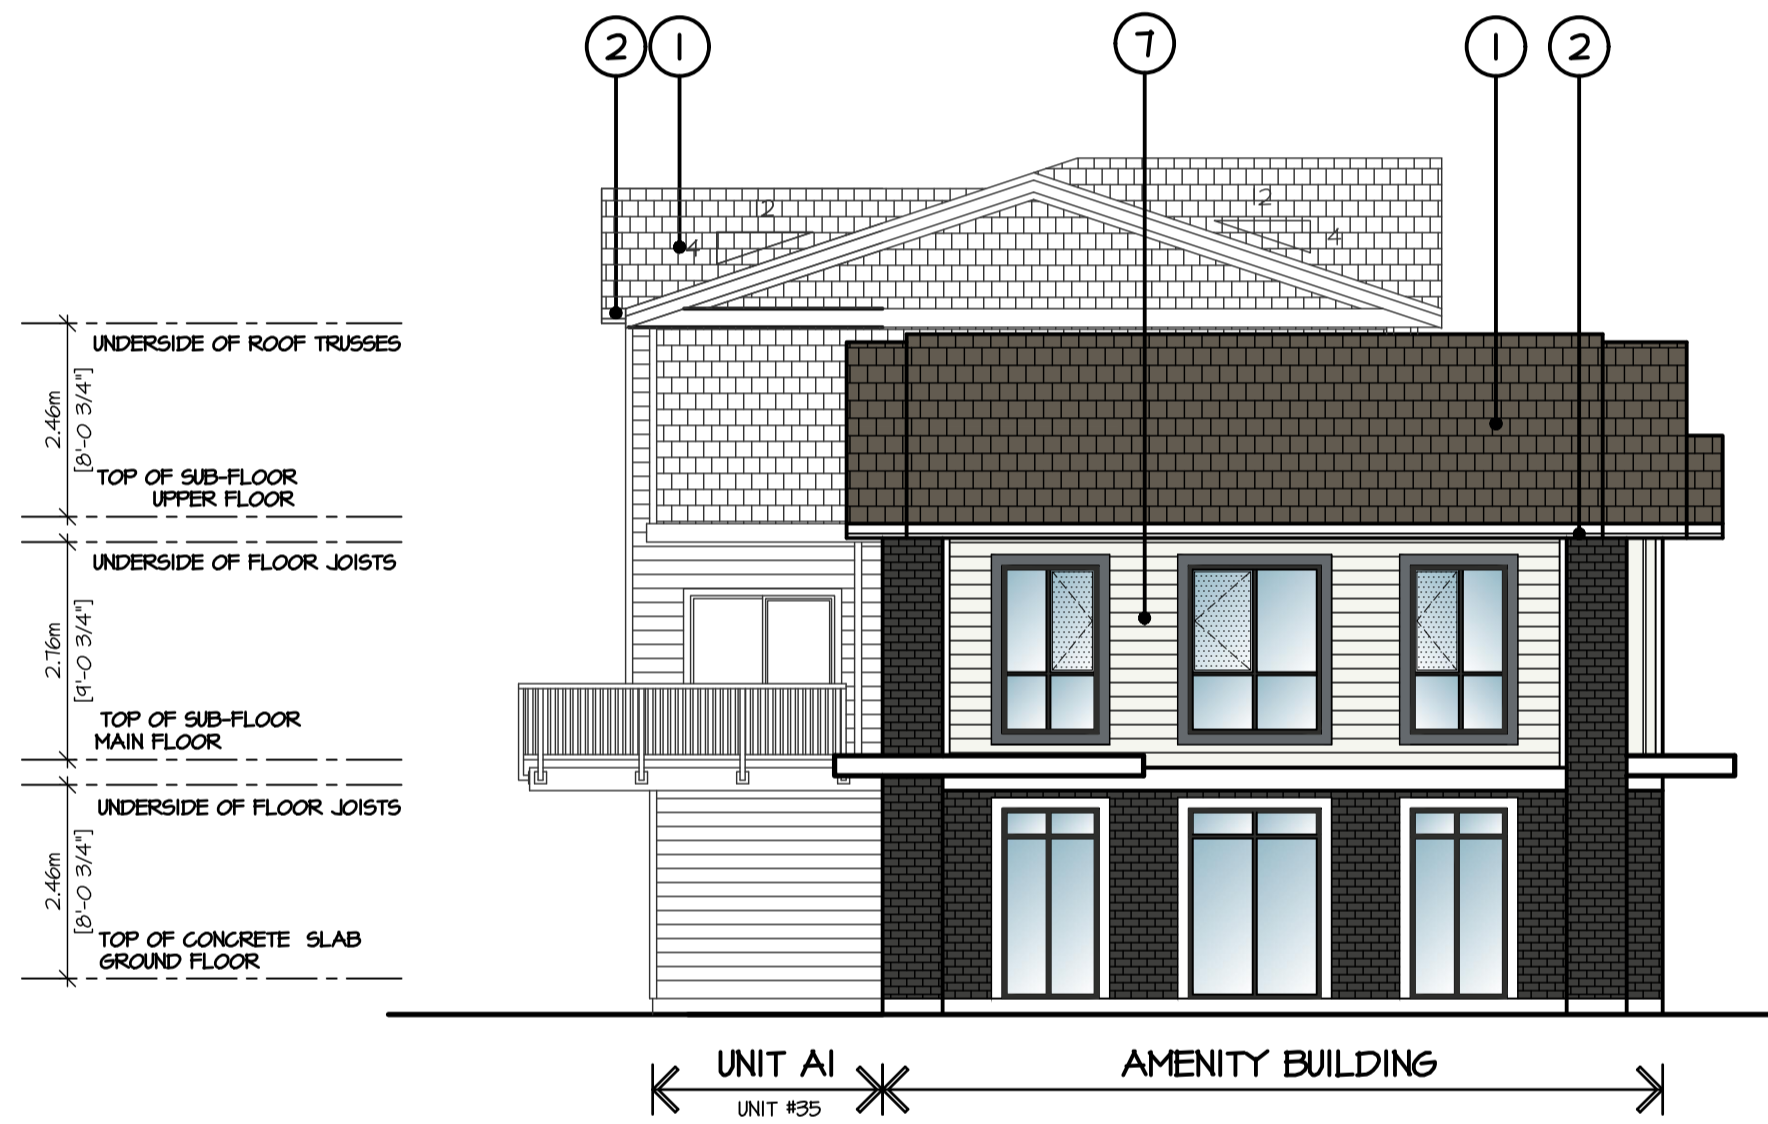 2 1 7 1 2
12
4
12
4
UNDERSIDE OF ROOF TRUSSES
2.46m
[8'-0 3/4"]
TOP OF SUB-FLOOR
UPPER FLOOR
UNDERSIDE OF FLOOR JOISTS
2.76m
[9'-0 3/4"]
TOP OF SUB-FLOOR
MAIN FLOOR
UNDERSIDE OF FLOOR JOISTS
2.46m
[8'-0 3/4"]
TOP OF CONCRETE SLAB
GROUND FLOOR
UNIT A1
UNIT #35
AMENITY BUILDING